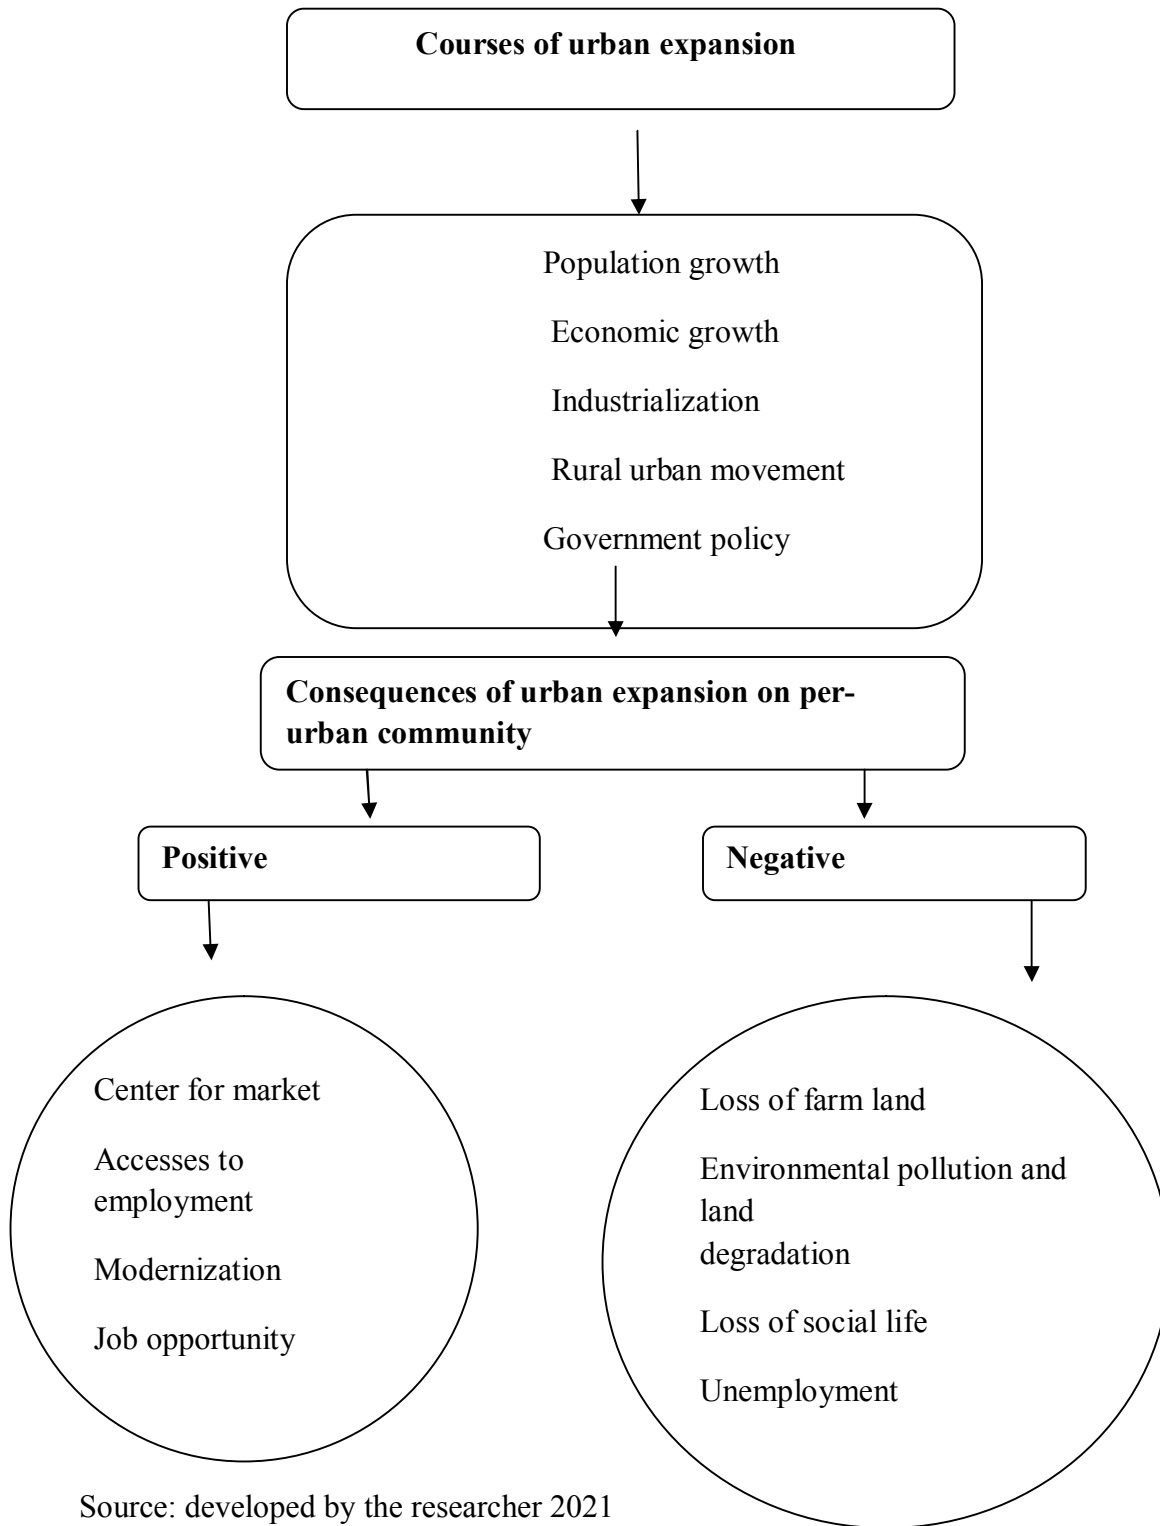 Courses of urban expansion
Population growth
Economic growth
Industrialization
Rural urban movement
Government policy
Consequences of urban expansion on per-
urban community
Positive
Negative
Center for market
Accesses to
employment
Modernization
Job opportunity
Loss of farm land
Environmental pollution and
land
degradation
Loss of social life
Unemployment
Source: developed by the researcher 2021